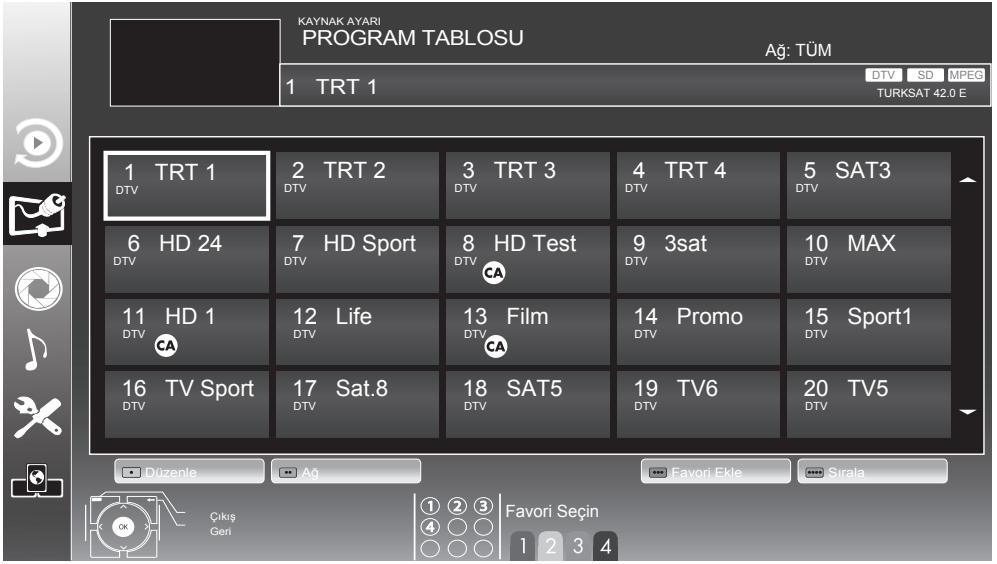 KAYNAK AYARI
PROGRAM TABLOSU
Ağ: TÜM
1 TRT 1
DTV SD MPEG
TURKSAT 42.0 E
1 TRT 1 2 TRT 2 3 TRT 3 4 TRT 4 5 SAT3
DTV DTV DTV DTV DTV
6 HD 24 7 HD Sport 8 HD Test 9 3sat 10 MAX
DTV DTV DTV DTV DTV
CA
11 HD 1 12 Life 13 Film 14 Promo 15 Sport1
DTV DTV DTV DTV DTV
CA CA
16 TV Sport 17 Sat.8 18 SAT5 19 TV6 20 TV5
DTV DTV DTV DTV DTV
Düzenle Ağ Favori Ekle Sırala
OK
Çıkış
Geri
1 2 3
4
Favori Seçin
1 2 3 4